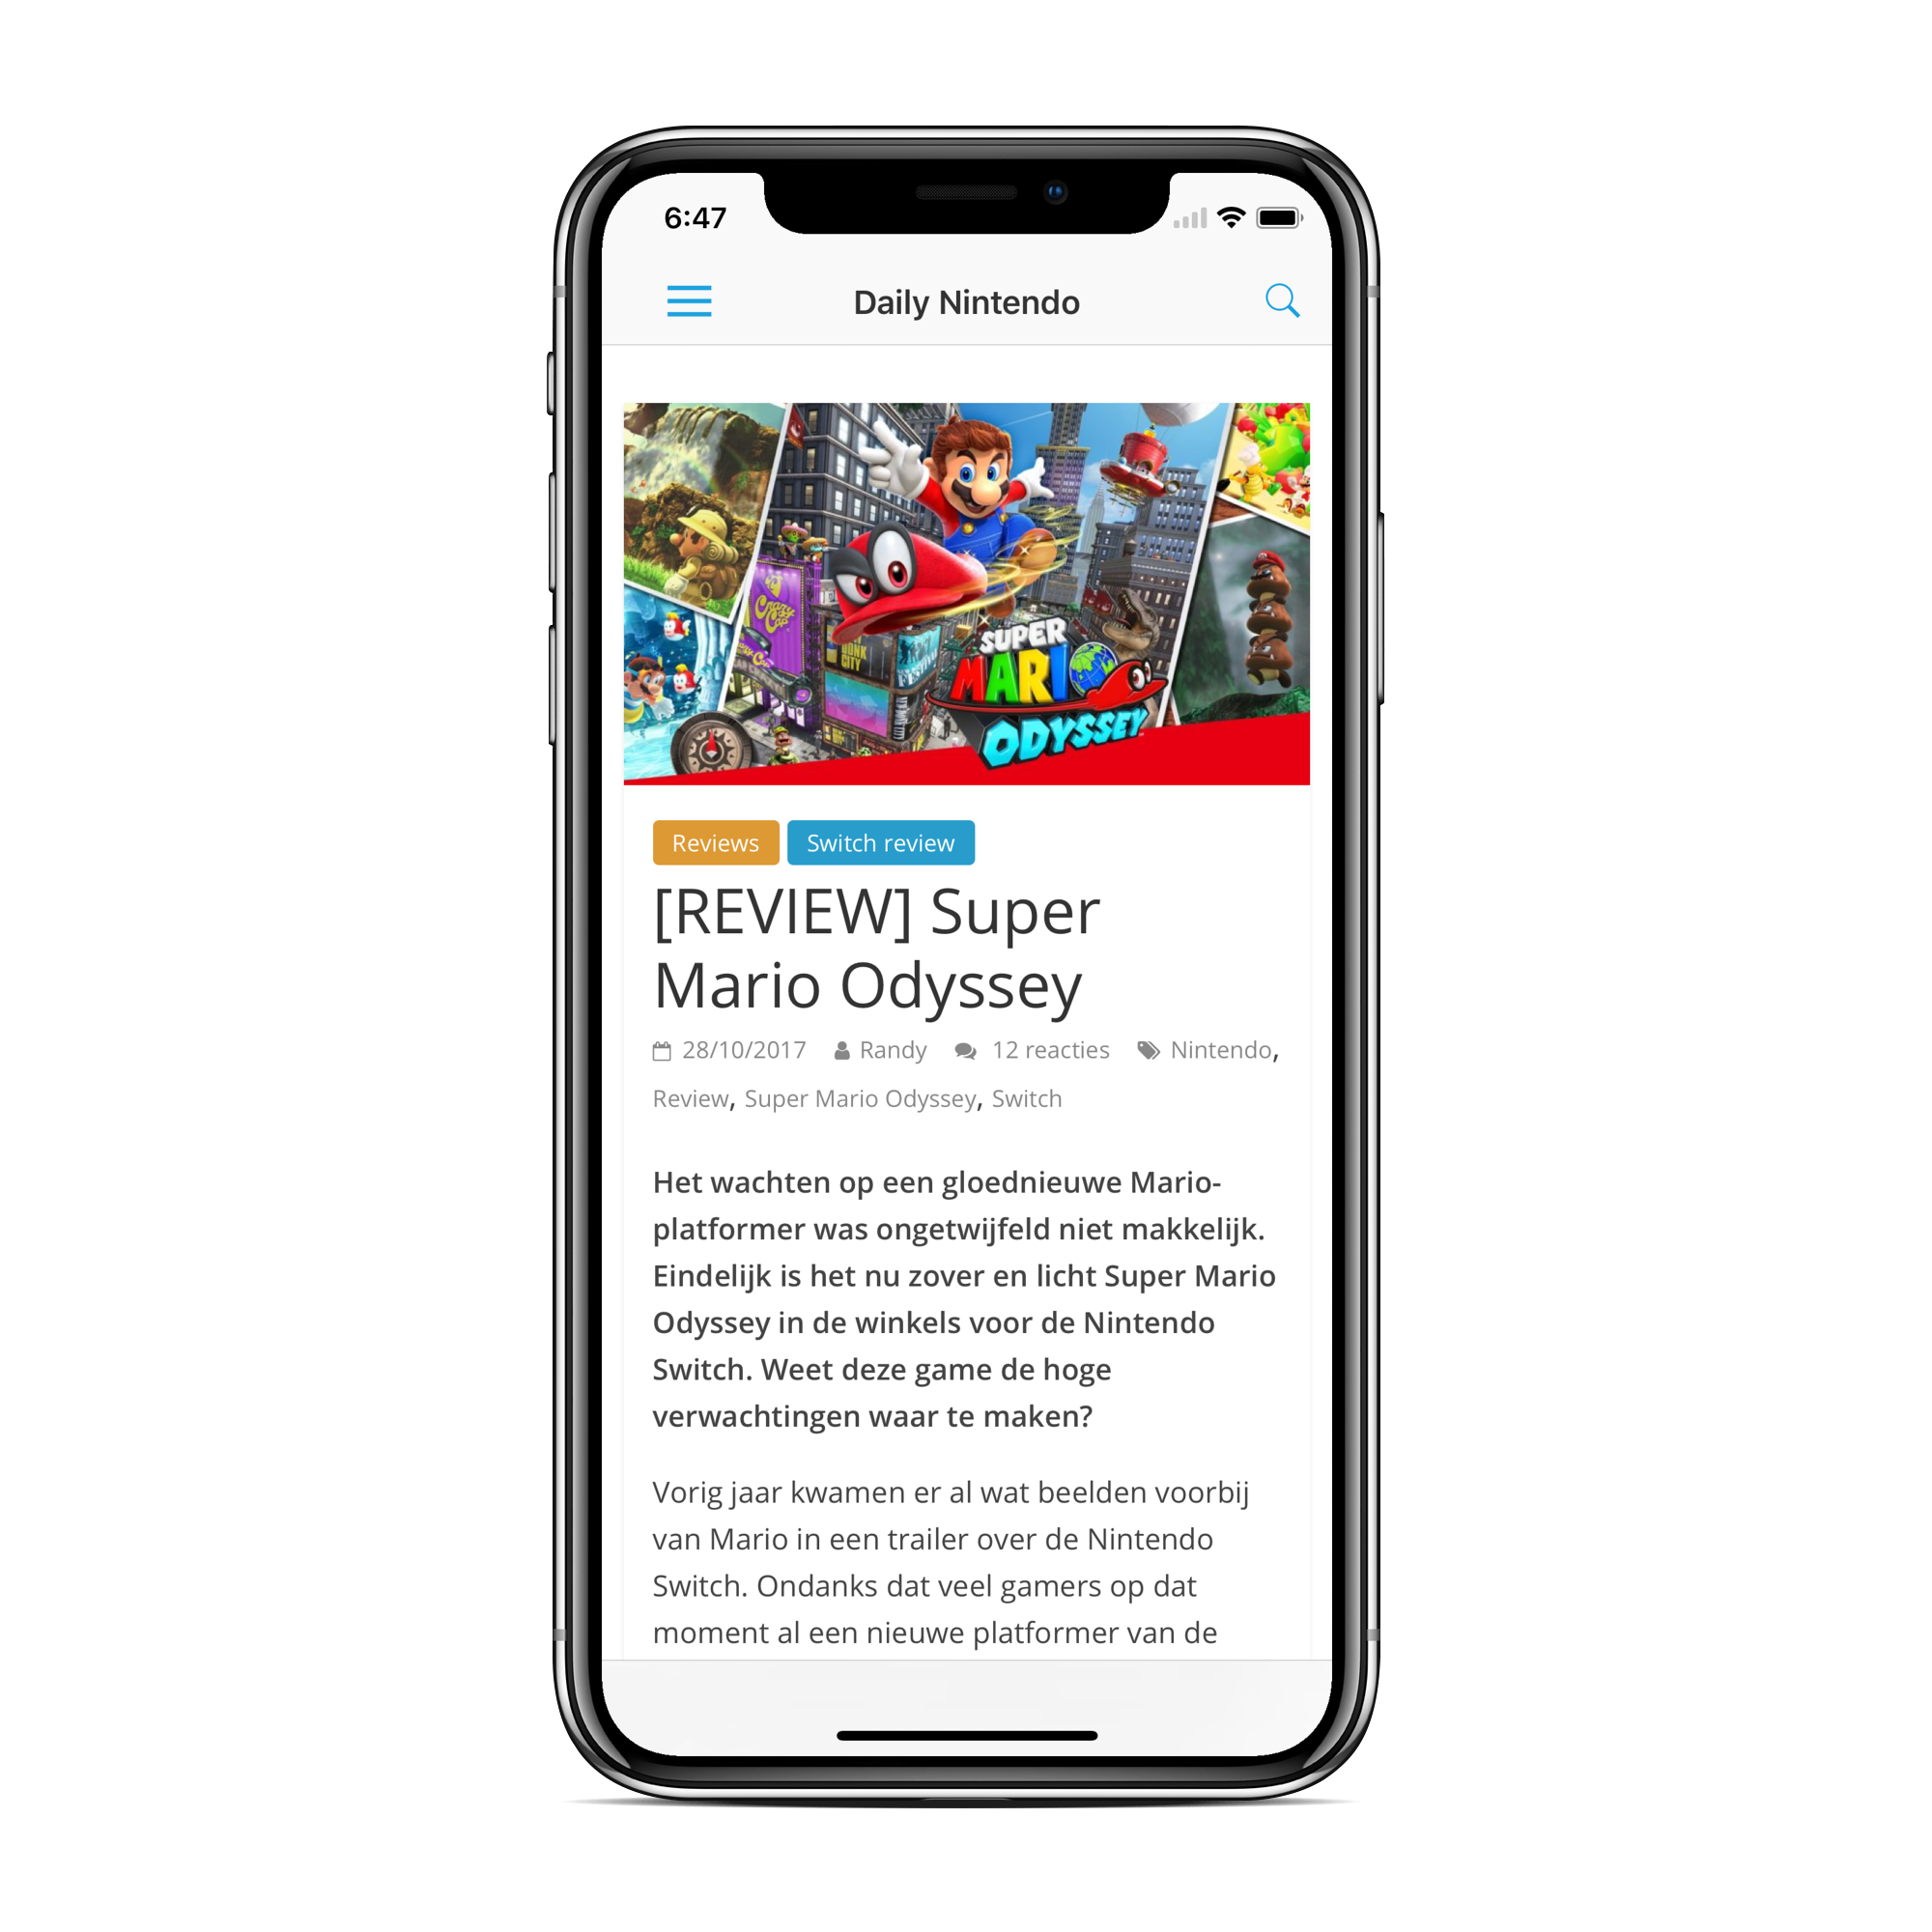 6:47
Daily Nintendo
Crazy Cap
SUPER
MARIO
ODYSSEY
Reviews Switch review
[REVIEW] Super
Mario Odyssey
28/10/2017 Randy 12 reacties Nintendo,
Review, Super Mario Odyssey, Switch
Het wachten op een gloednieuwe Mario-
platformer was ongetwijfeld niet makkelijk.
Eindelijk is het nu zover en licht Super Mario
Odyssey in de winkels voor de Nintendo
Switch. Weet deze game de hoge
verwachtingen waar te maken?
Vorig jaar kwamen er al wat beelden voorbij
van Mario in een trailer over de Nintendo
Switch. Ondanks dat veel gamers op dat
moment al een nieuwe platformer van de